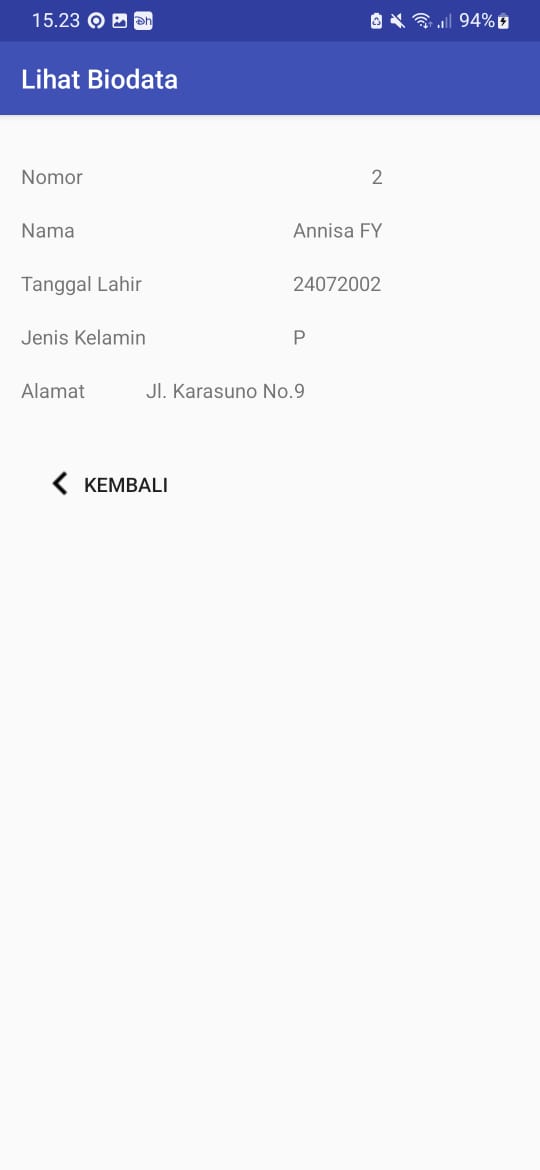 15.23 94%
Lihat Biodata
Nomor 2
Nama Annisa FY
Tanggal Lahir 24072002
Jenis Kelamin P
Alamat Jl. Karasuno No.9
KEMBALI